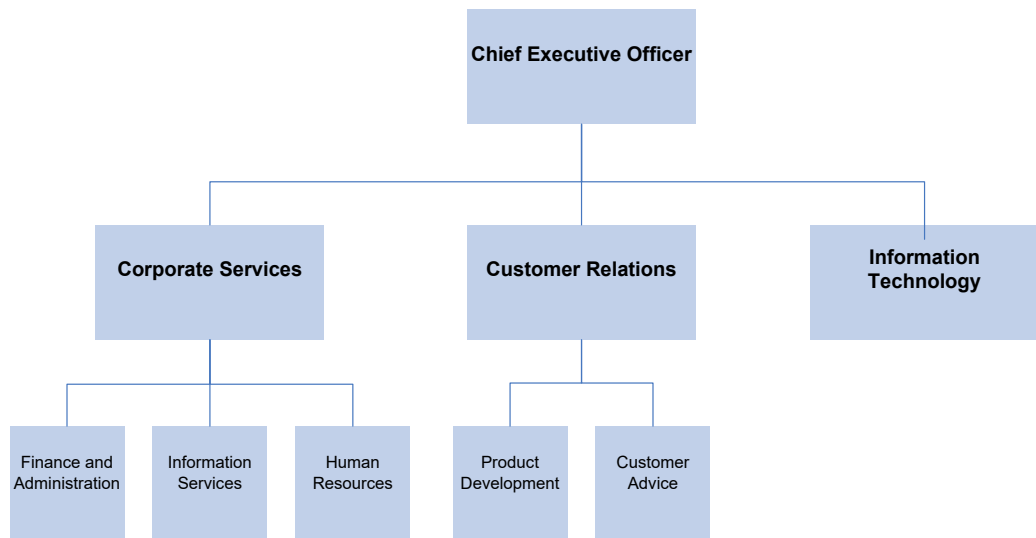 Chief Executive Officer
Corporate Services
Customer Relations
Information
Technology
Finance and
Administration
Information
Services
Human
Resources
Product
Development
Customer
Advice